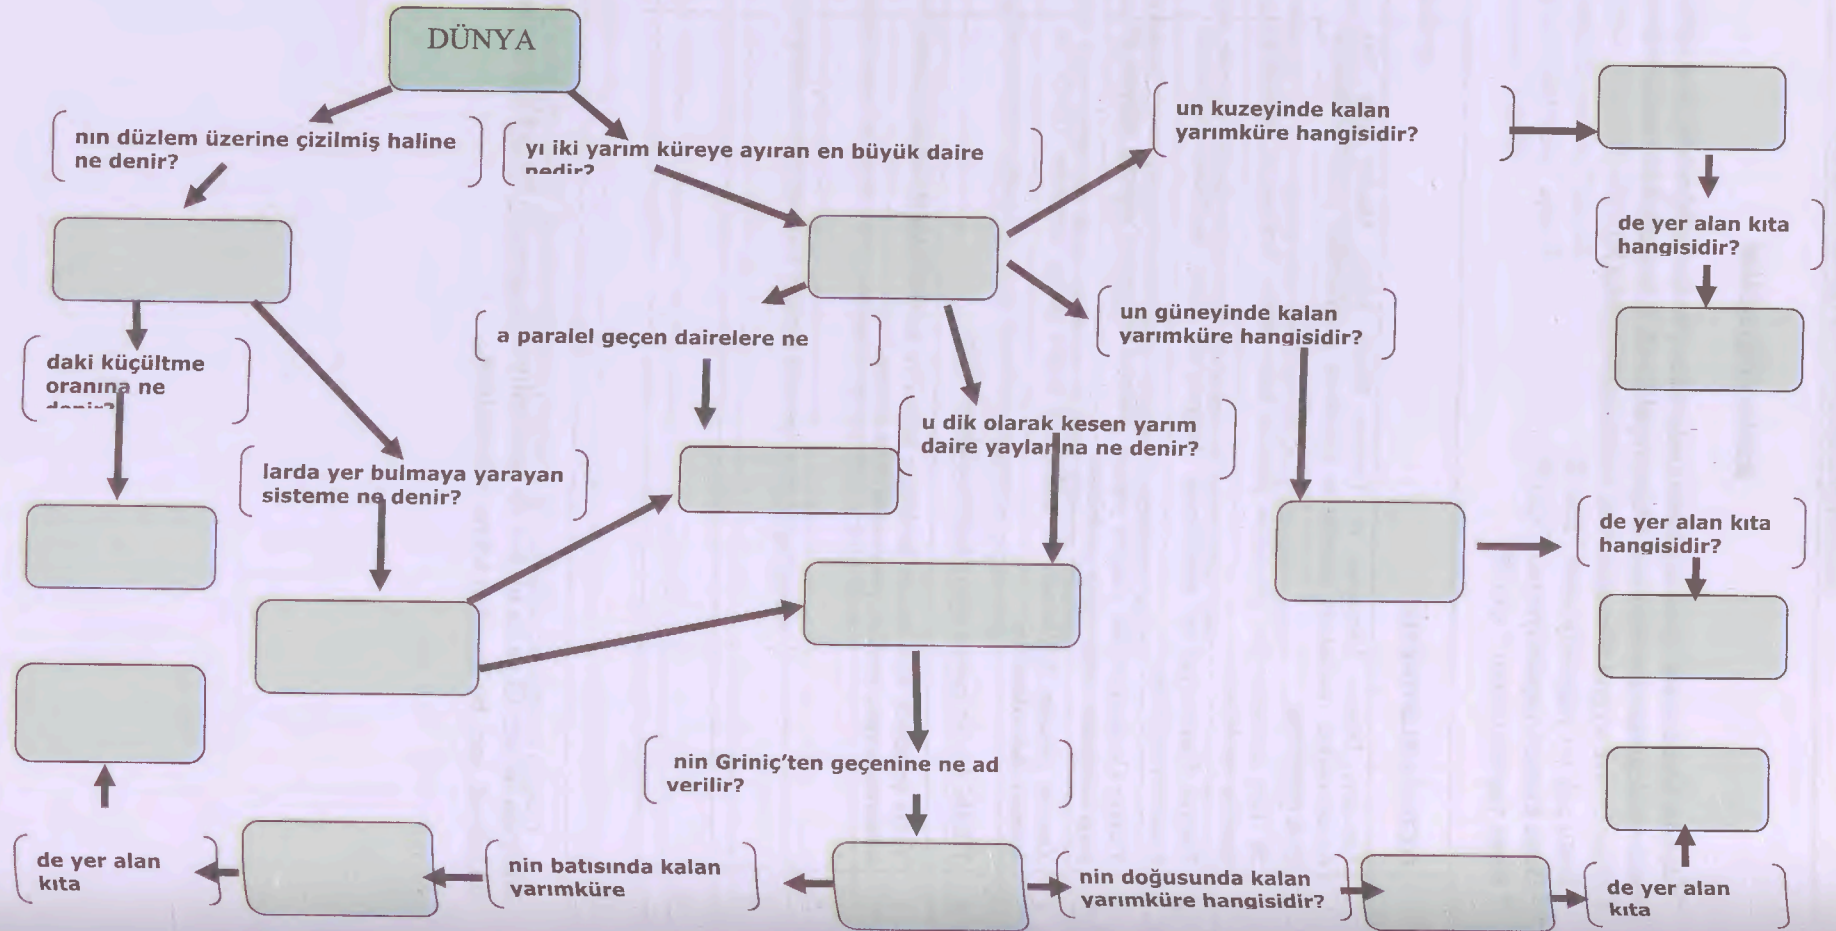 DÜNYA
nın düzlem üzerine çizilmiş haline
ne denir?
yı iki yarım küreye ayıran en büyük daire
nedir?
un kuzeyinde kalan
yarımküre hangisidir?
de yer alan kıta
hangisidir?
un güneyinde kalan
yarımküre hangisidir?
a paralel geçen dairelere ne
daki küçültme
oranına ne
denir?
u dik olarak kesen yarım
daire yaylarına ne denir?
larda yer bulmaya yarayan
sisteme ne denir?
de yer alan kıta
hangisidir?
nin Griniç'ten geçenine ne ad
verilir?
de yer alan
kıta
nin batısında kalan
yarımküre
nin doğusunda kalan
yarımküre hangisidir?
de yer alan
kıta